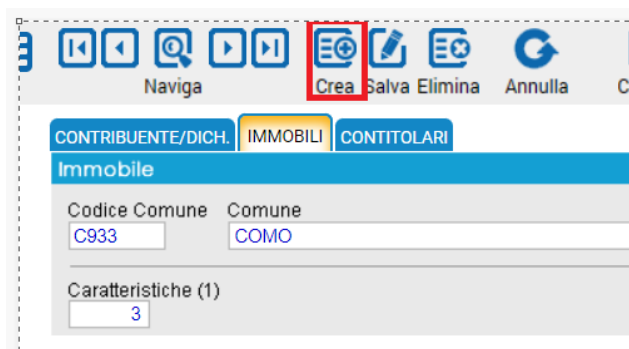 Naviga Crea Salva Elimina Annulla C
CONTRIBUENTE/DICH. IMMOBILI CONTITOLARI
Immobile
Codice Comune Comune
C933 COMO
Caratteristiche (1)
3